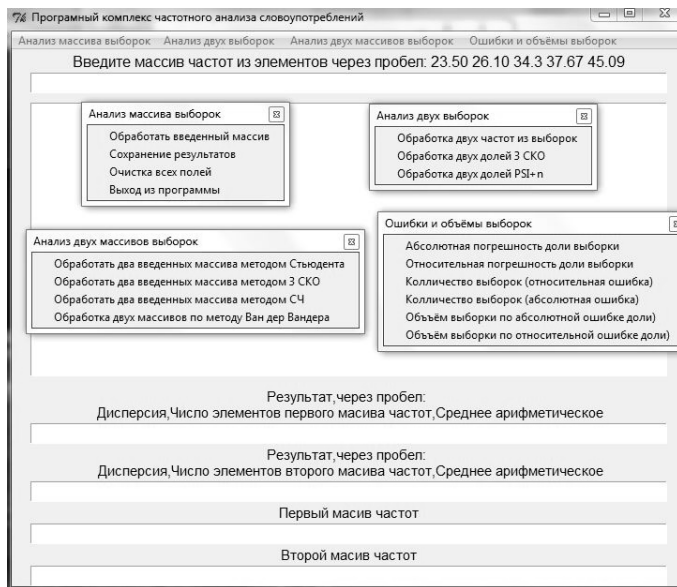 Програмный комплекс частотного анализа словоупотреблений
Анализ массива выборок Анализ двух выборок Анализ двух массивов выборок Ошибки и объёмы выборок
Введите массив частот из элементов через пробел: 23.50 26.10 34.3 37.67 45.09
Анализ массива выборок
Обработать введенный массив
Сохранение результатов
Очистка всех полей
Выход из программы
Анализ двух выборок
Обработка двух частот из выборок
Обработка двух долей 3 СКО
Обработка двух долей PSI+n
Анализ двух массивов выборок
Обработать два введенных массива методом Стьюдента
Обработать два введенных массива методом 3 СКО
Обработать два введенных массива методом СЧ
Обработка двух массивов по методу Ван дер Вандера
Ошибки и объёмы выборок
Абсолютная погрешность доли выборки
Относительная погрешность доли выборки
Колличество выборок (относительная ошибка)
Колличество выборок (абсолютная ошибка)
Объём выборки по абсолютной ошибке доли)
Объъём выборки по относительной ошибке доли)
Результат,через пробел:
Дисперсия,Число элементов первого масива частот,Среднее арифметическое
Результат,через пробел:
Дисперсия,Число элементов второго масива частот,Среднее арифметическое
Первый масив частот
Второй масив частот